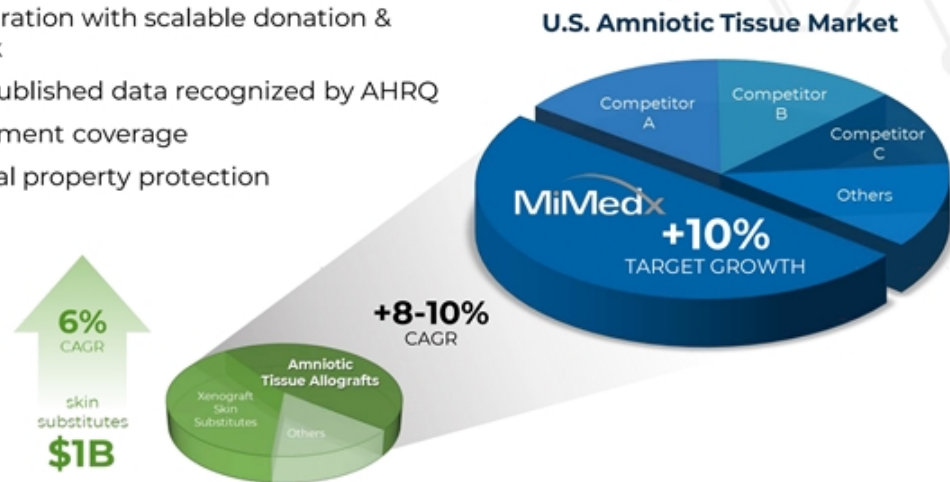 ration with scalable donation &
ublished data recognized by AHRQ
ment coverage
al property protection
U.S. Amniotic Tissue Market
Competitor
A
Competitor
B
Competitor
C
Others
MiMedx
+10%
TARGET GROWTH
+8-10%
CAGR
6%
CAGR
skin
substitutes
$1B
Amniotic
Tissue Allografts
Xenograft
Skin
Substitutes
Others